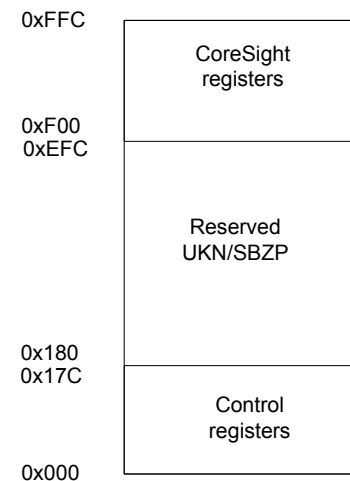 0xFFC
CoreSight
registers
0xF00
0xEFC
Reserved
UKN/SBZP
0x180
0x17C
Control
registers
0x000